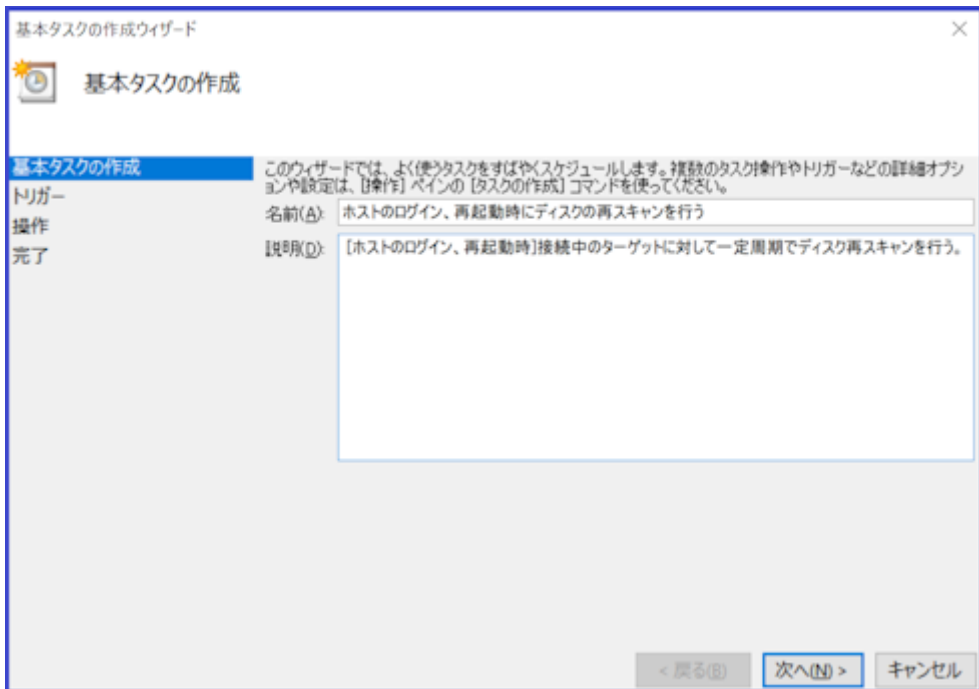 基本タスクの作成ウィザード
基本タスクの作成
基本タスクの作成
トリガー
操作
完了
このウィザードでは、よく使うタスクをすばやくスケジュールします。複数のタスク操作やトリガーなどの詳細オプシ
ョンや設定は、[操作] ペインの [タスクの作成] コマンドを使ってください。
名前(A): ホストのログイン、再起動時にディスクの再スキャンを行う
説明(D): [ホストのログイン、再起動時]接続中のターゲットに対して一定周期でディスク再スキャンを行う。
< 戻る(B) 次へ(N) > キャンセル